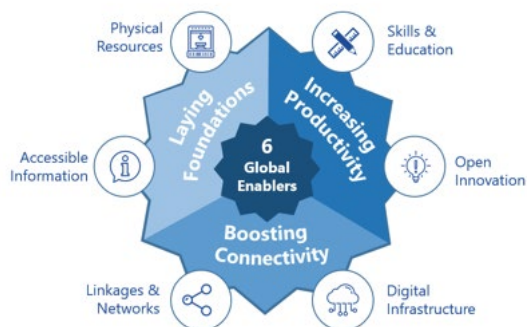 Physical
Resources
Skills &
Education
Laying
Foundations
Increasing
Productivity
6
Global
Enablers
Accessible
Information
Open
Innovation
Boosting
Connectivity
Linkages &
Networks
Digital
Infrastructure